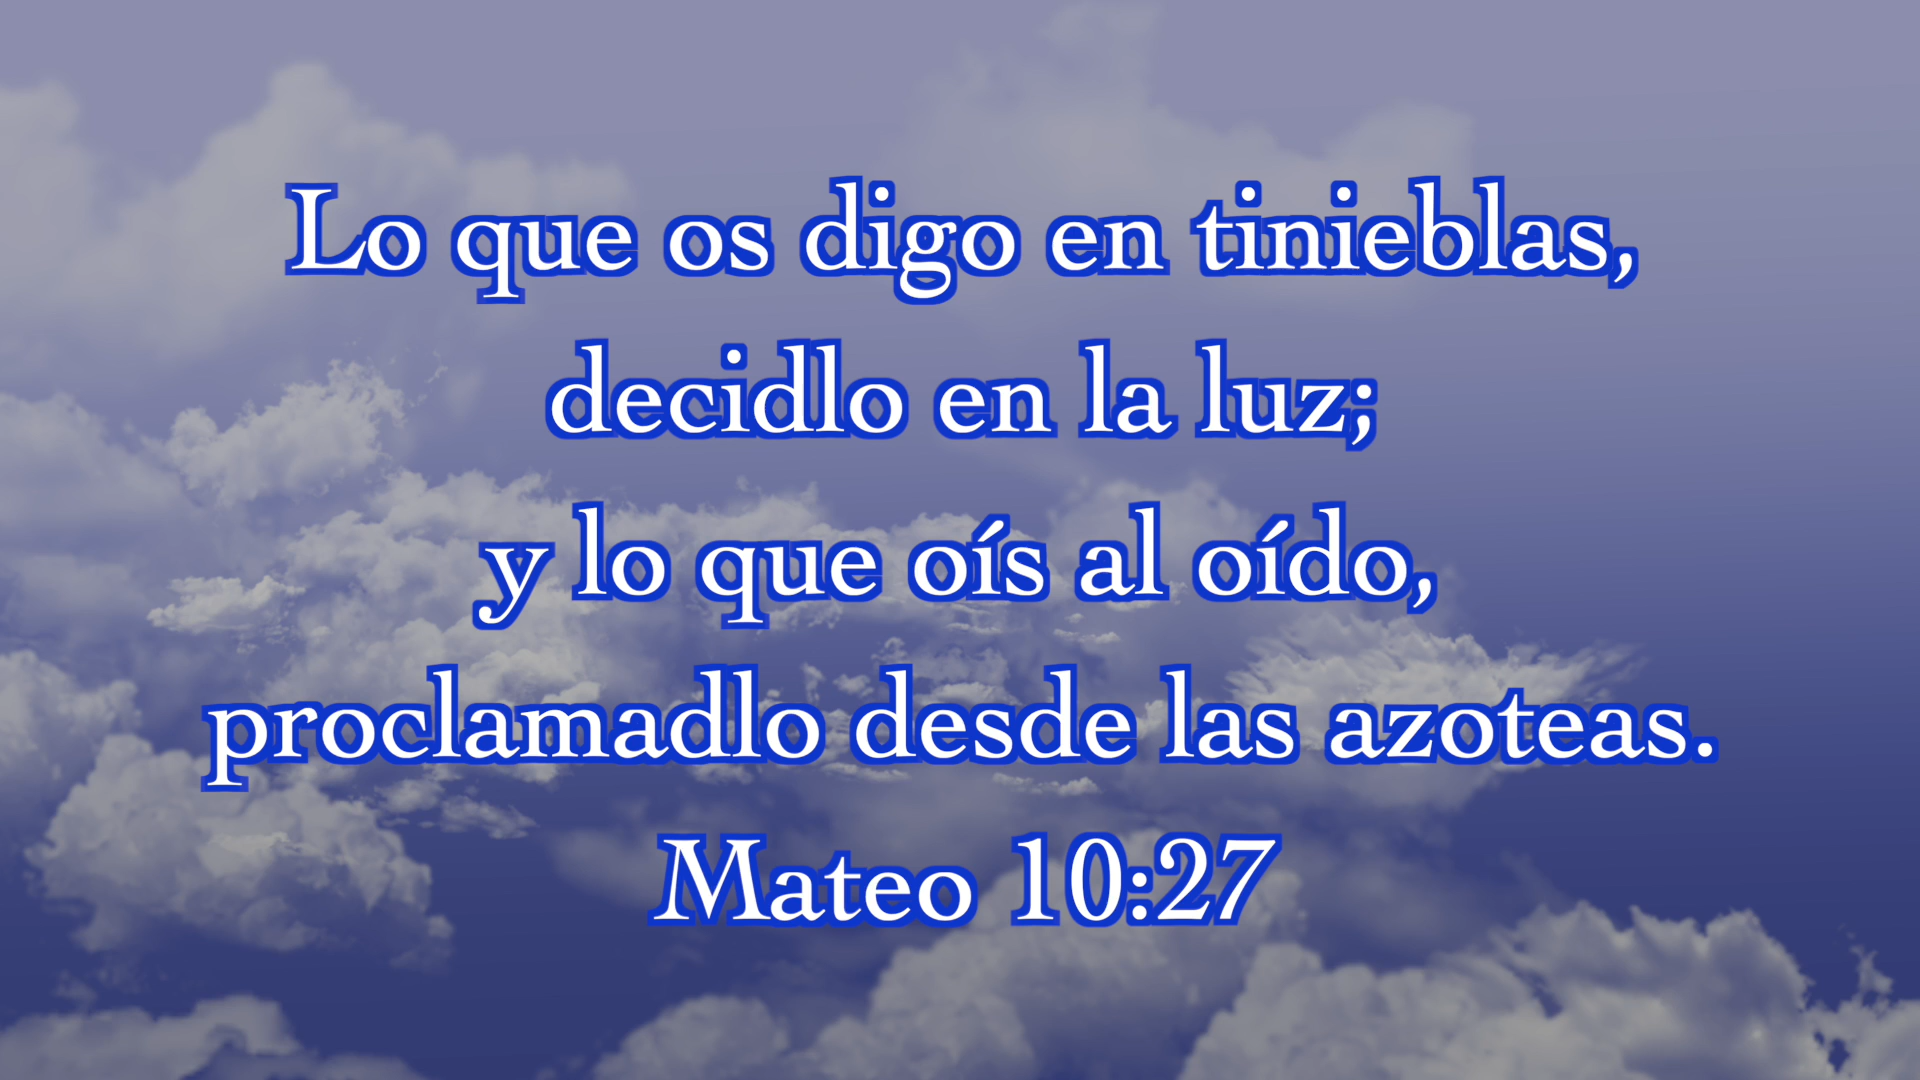 Lo que os digo en tinieblas,
decidlo en la luz;
y lo que oís al oído,
proclamadlo desde las azoteas.
Mateo 10:27